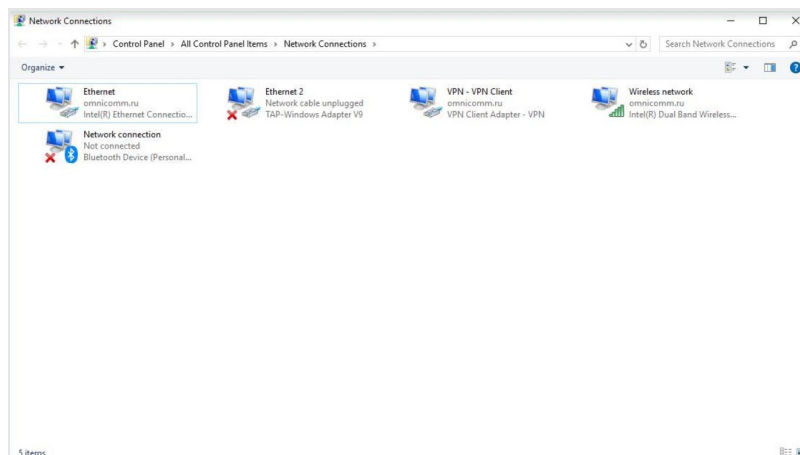 Network Connections
Control Panel > All Control Panel Items > Network Connections >
Search Network Connections
Organize
Ethernet
omnicomm.ru
Intel(R) Ethernet Connectio...
Ethernet 2
Network cable unplugged
TAP-Windows Adapter V9
VPN - VPN Client
omnicomm.ru
VPN Client Adapter - VPN
Wireless network
omnicomm.ru
Intel(R) Dual Band Wireless...
Network connection
Not connected
Bluetooth Device (Personal...
5 items